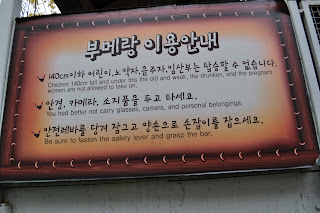 부메랑 이용안내
140cm이하 어린이,노약자,음주자,임산부는 탑승할 수 없습니다.
Children 140cm tall and under this the old and weak, the drunken, and the pregnant
women are not allowed to take on.
안경, 카메라, 소지품을 두고 타세요.
You had better not carry glasses, camera, and personal belongings.
안전레바를 당겨 잠그고 양손으로 손잡이를 잡으세요.
Be sure to fasten the safety lever and grasp the bar.